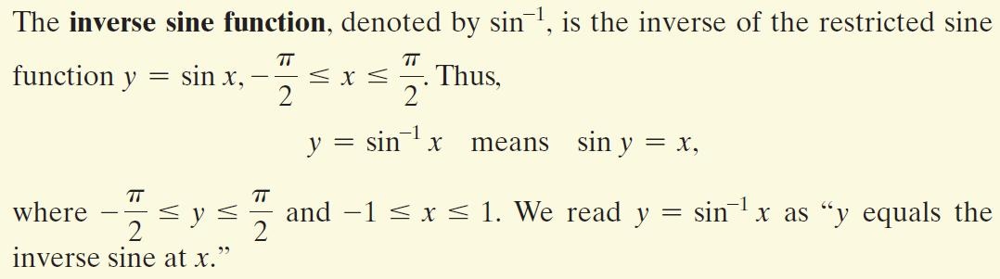 The inverse sine function, denoted by sin⁻¹, is the inverse of the restricted sine
function y = sin x, −π/2 ≤ x ≤ π/2. Thus,
y = sin⁻¹ x means sin y = x,
where −π/2 ≤ y ≤ π/2 and −1 ≤ x ≤ 1. We read y = sin⁻¹ x as “y equals the
inverse sine at x.”